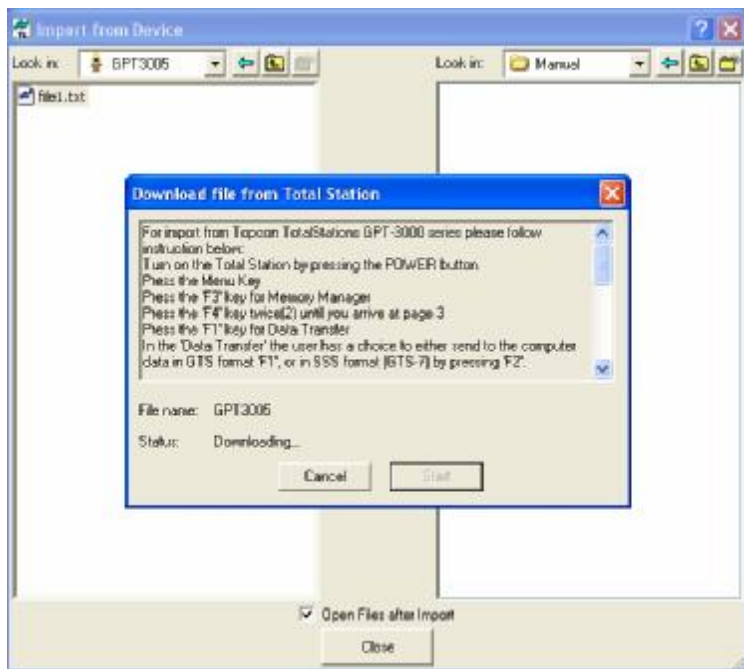 Import from Device
Look in: GPT3005
Look in: Manual
file1.txt
Download file from Total Station
For import from Topcon TotalStations GPT-3000 series please follow
instruction below:
Turn on the Total Station by pressing the POWER button
Press the Menu Key
Press the 'F3' key for Memory Manager
Press the 'F4' key twice(2) until you arrive at page 3
Press the 'F1' key for Data Transfer
In the 'Data Transfer' the user has a choice to either send to the computer
data in GTS format 'F1', or in SSS format (GTS-7) by pressing 'F2'.
File name: GPT3005
Status: Downloading...
Cancel Start
Open Files after Import
Close